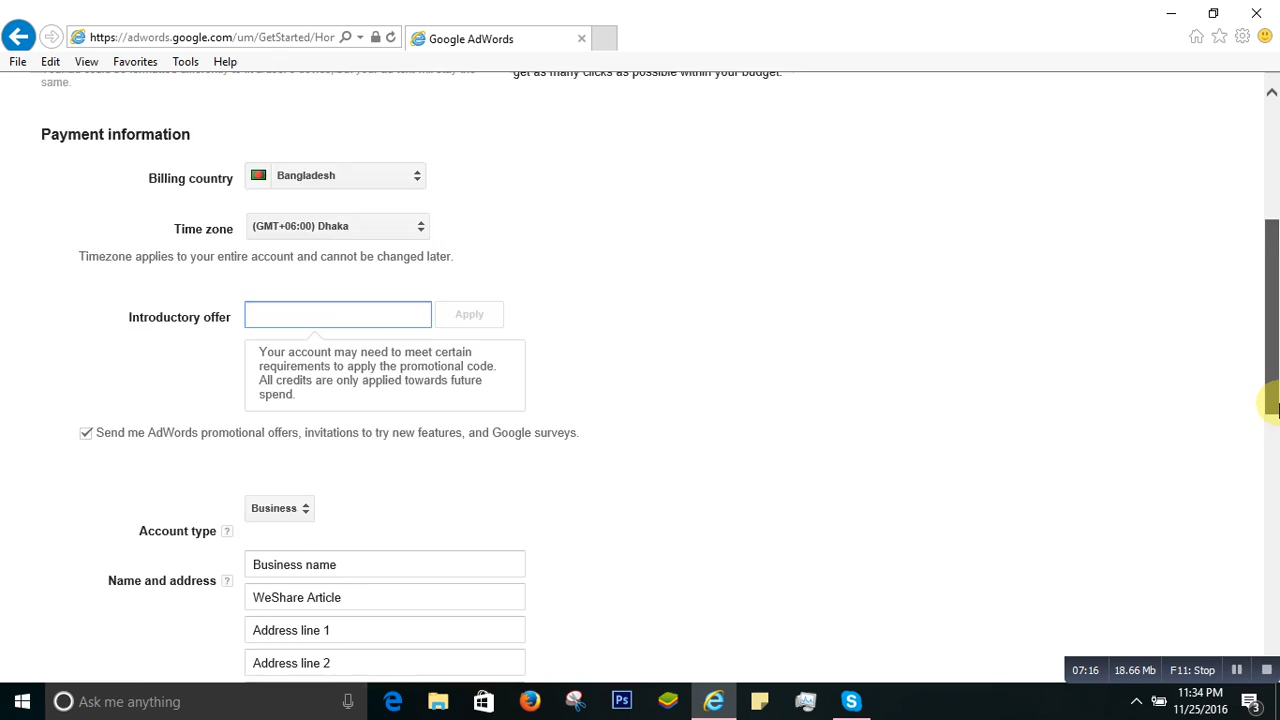 https://adwords.google.com/um/GetStarted/Hor
Google AdWords
File Edit View Favorites Tools Help
same.
get as many clicks as possible within your budget.
Payment information
Billing country
Bangladesh
Time zone
(GMT+06:00) Dhaka
Timezone applies to your entire account and cannot be changed later.
Introductory offer
Apply
Your account may need to meet certain
requirements to apply the promotional code.
All credits are only applied towards future
spend.
Send me AdWords promotional offers, invitations to try new features, and Google surveys.
Business
Account type ?
Name and address ?
Business name
WeShare Article
Address line 1
Address line 2
07:16 18.66 Mb F11: Stop
Ask me anything
Ps
11:34 PM
11/25/2016
3